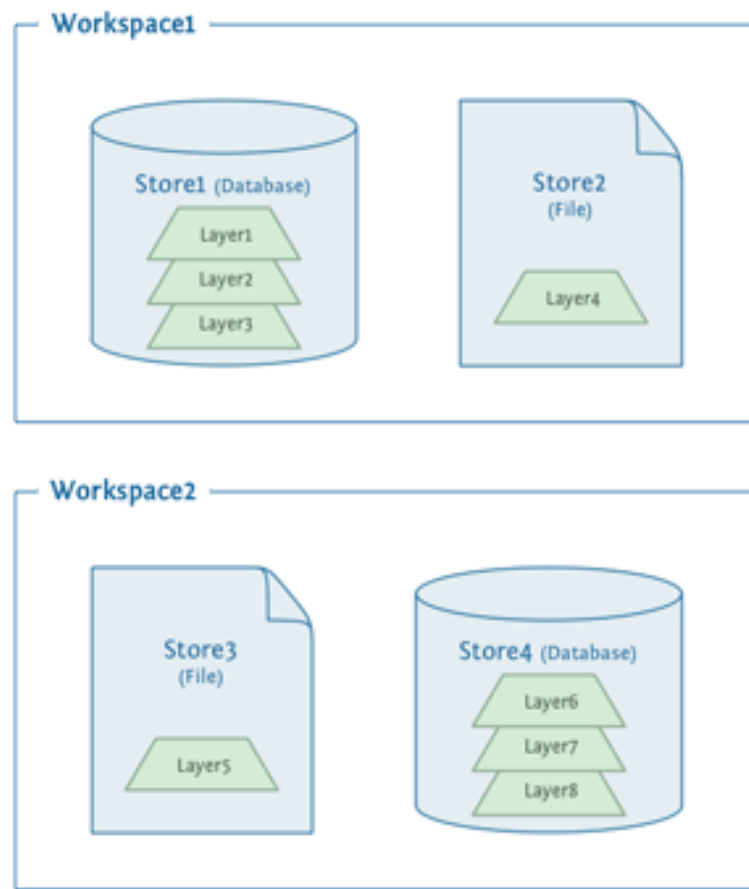 Workspace1
Store1 (Database)
Layer1
Layer2
Layer3
Store2
(File)
Layer4
Workspace2
Store3
(File)
Layer5
Store4 (Database)
Layer6
Layer7
Layer8